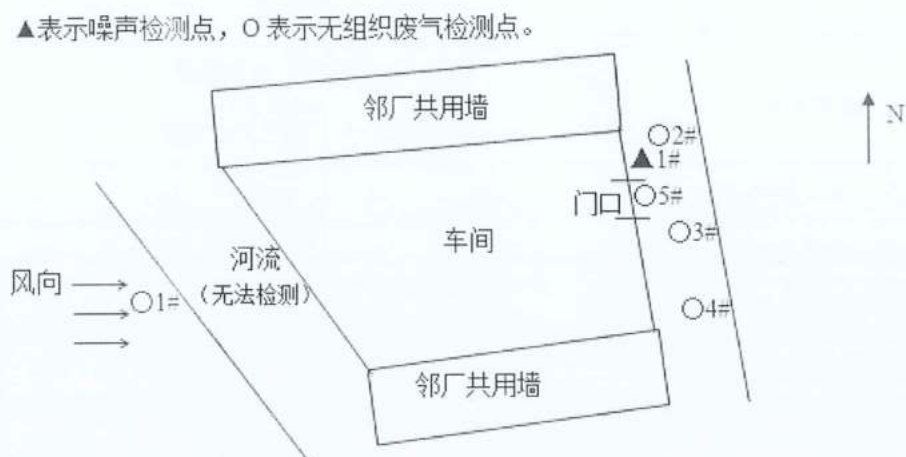 ▲表示噪声检测点，O 表示无组织废气检测点。
邻厂共用墙
N
○2#
▲1#
门口
○5#
○3#
车间
河流
（无法检测）
风向
○1#
○4#
邻厂共用墙